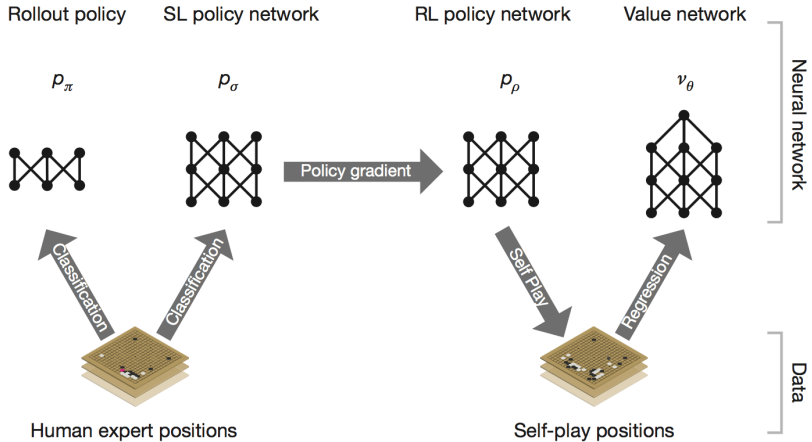 Rollout policy
SL policy network
RL policy network
Value network
pπ
pσ
pρ
νθ
Neural network
Policy gradient
Classification
Classification
Self Play
Regression
Data
Human expert positions
Self-play positions